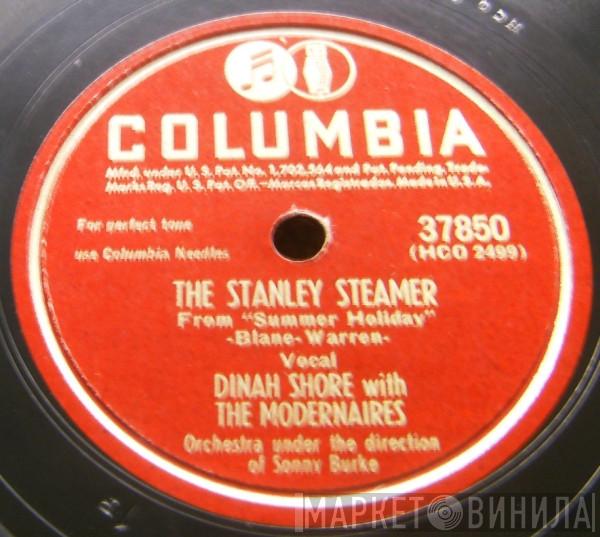 COLUMBIA
Mfrd. under U. S. Pat. No. 1,702,564 and Pat. Pending. Trade
Marks Reg. U. S. Pat. Off.—Marcas Registradas. Made in U. S. A.
For perfect tone
use Columbia Needles
37850
(HCO 2499)
THE STANLEY STEAMER
From "Summer Holiday"
-Blane-Warren-
Vocal
DINAH SHORE with
THE MODERNAIRES
Orchestra under the direction
of Sonny Burke
МАРКЕТ ВИНИЛА